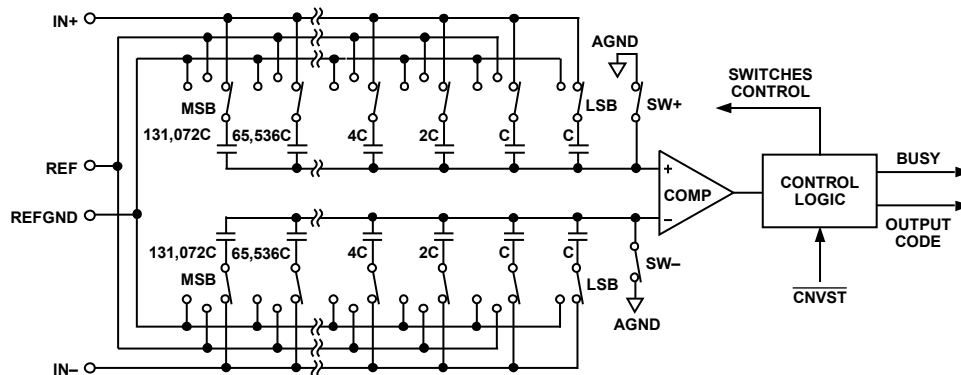 IN+
AGND
SWITCHES
CONTROL
MSB
LSB
SW+
131,072C
65,536C
4C
2C
C
C
BUSY
REF
+
COMP
CONTROL
LOGIC
REFGND
–
OUTPUT
CODE
131,072C
65,536C
4C
2C
C
C
MSB
LSB
SW–
CNVST
AGND
IN–